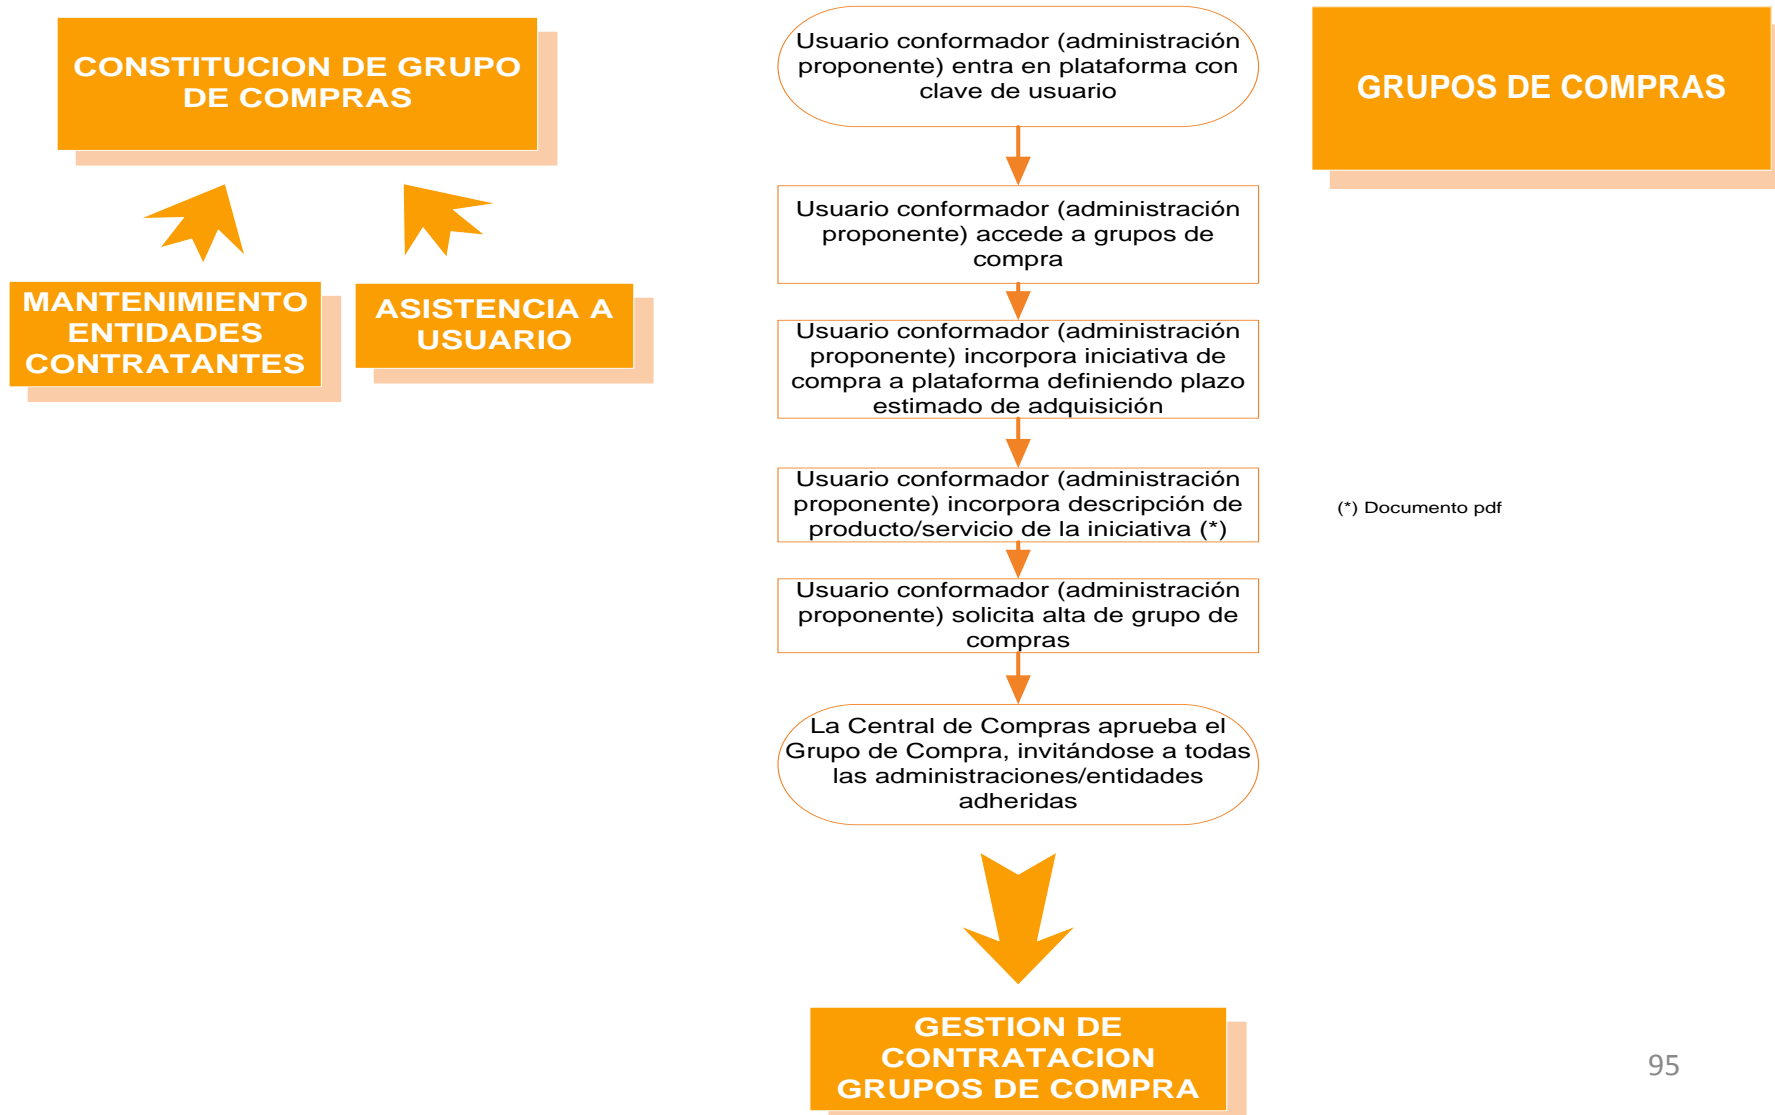 CONSTITUCION DE GRUPO
DE COMPRAS
MANTENIMIENTO
ENTIDADES
CONTRATANTES
ASISTENCIA A
USUARIO
Usuario conformador (administración
proponente) entra en plataforma con
clave de usuario
Usuario conformador (administración
proponente) accede a grupos de
compra
Usuario conformador (administración
proponente) incorpora iniciativa de
compra a plataforma definiendo plazo
estimado de adquisición
Usuario conformador (administración
proponente) incorpora descripción de
producto/servicio de la iniciativa (*)
Usuario conformador (administración
proponente) solicita alta de grupo de
compras
La Central de Compras aprueba el
Grupo de Compra, invitándose a todas
las administraciones/entidades
adheridas
GESTION DE
CONTRATACION
GRUPOS DE COMPRA
GRUPOS DE COMPRAS
(*) Documento pdf
95